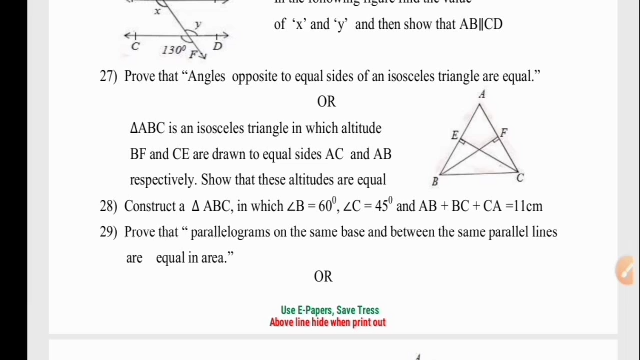 x
y
C 130⁰ F D
of ‘x’ and ‘y’ and then show that AB∥CD
27) Prove that “Angles opposite to equal sides of an isosceles triangle are equal.”
OR
ΔABC is an isosceles triangle in which altitude
BF and CE are drawn to equal sides AC and AB
respectively. Show that these altitudes are equal
A
E F
B C
28) Construct a Δ ABC, in which ∠B = 60⁰, ∠C = 45⁰ and AB + BC + CA =11cm
29) Prove that “ parallelograms on the same base and between the same parallel lines
are equal in area.”
OR
Use E-Papers, Save Tress
Above line hide when print out